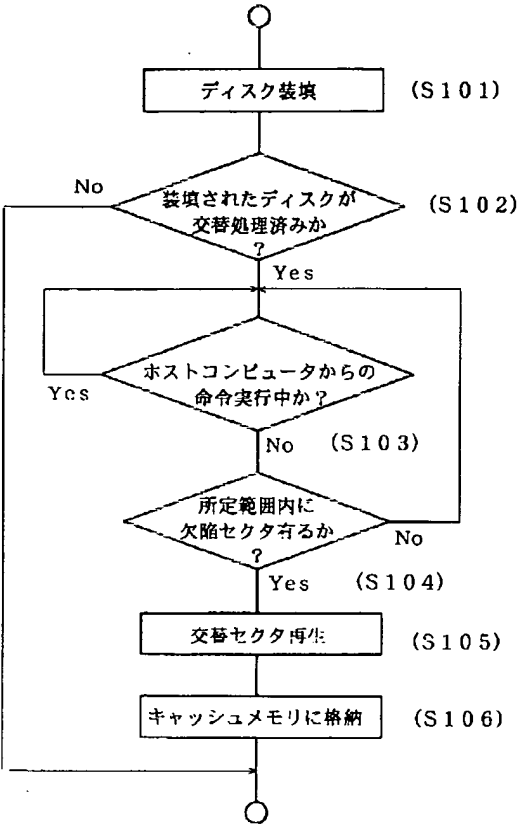 ディスク装填
(S101)
No
装填されたディスクが
交替処理済みか
?
(S102)
Yes
ホストコンピュータからの
命令実行中か?
Yes
No
(S103)
所定範囲内に
欠陥セクタ有るか
?
No
Yes
(S104)
交替セクタ再生
(S105)
キャッシュメモリに格納
(S106)